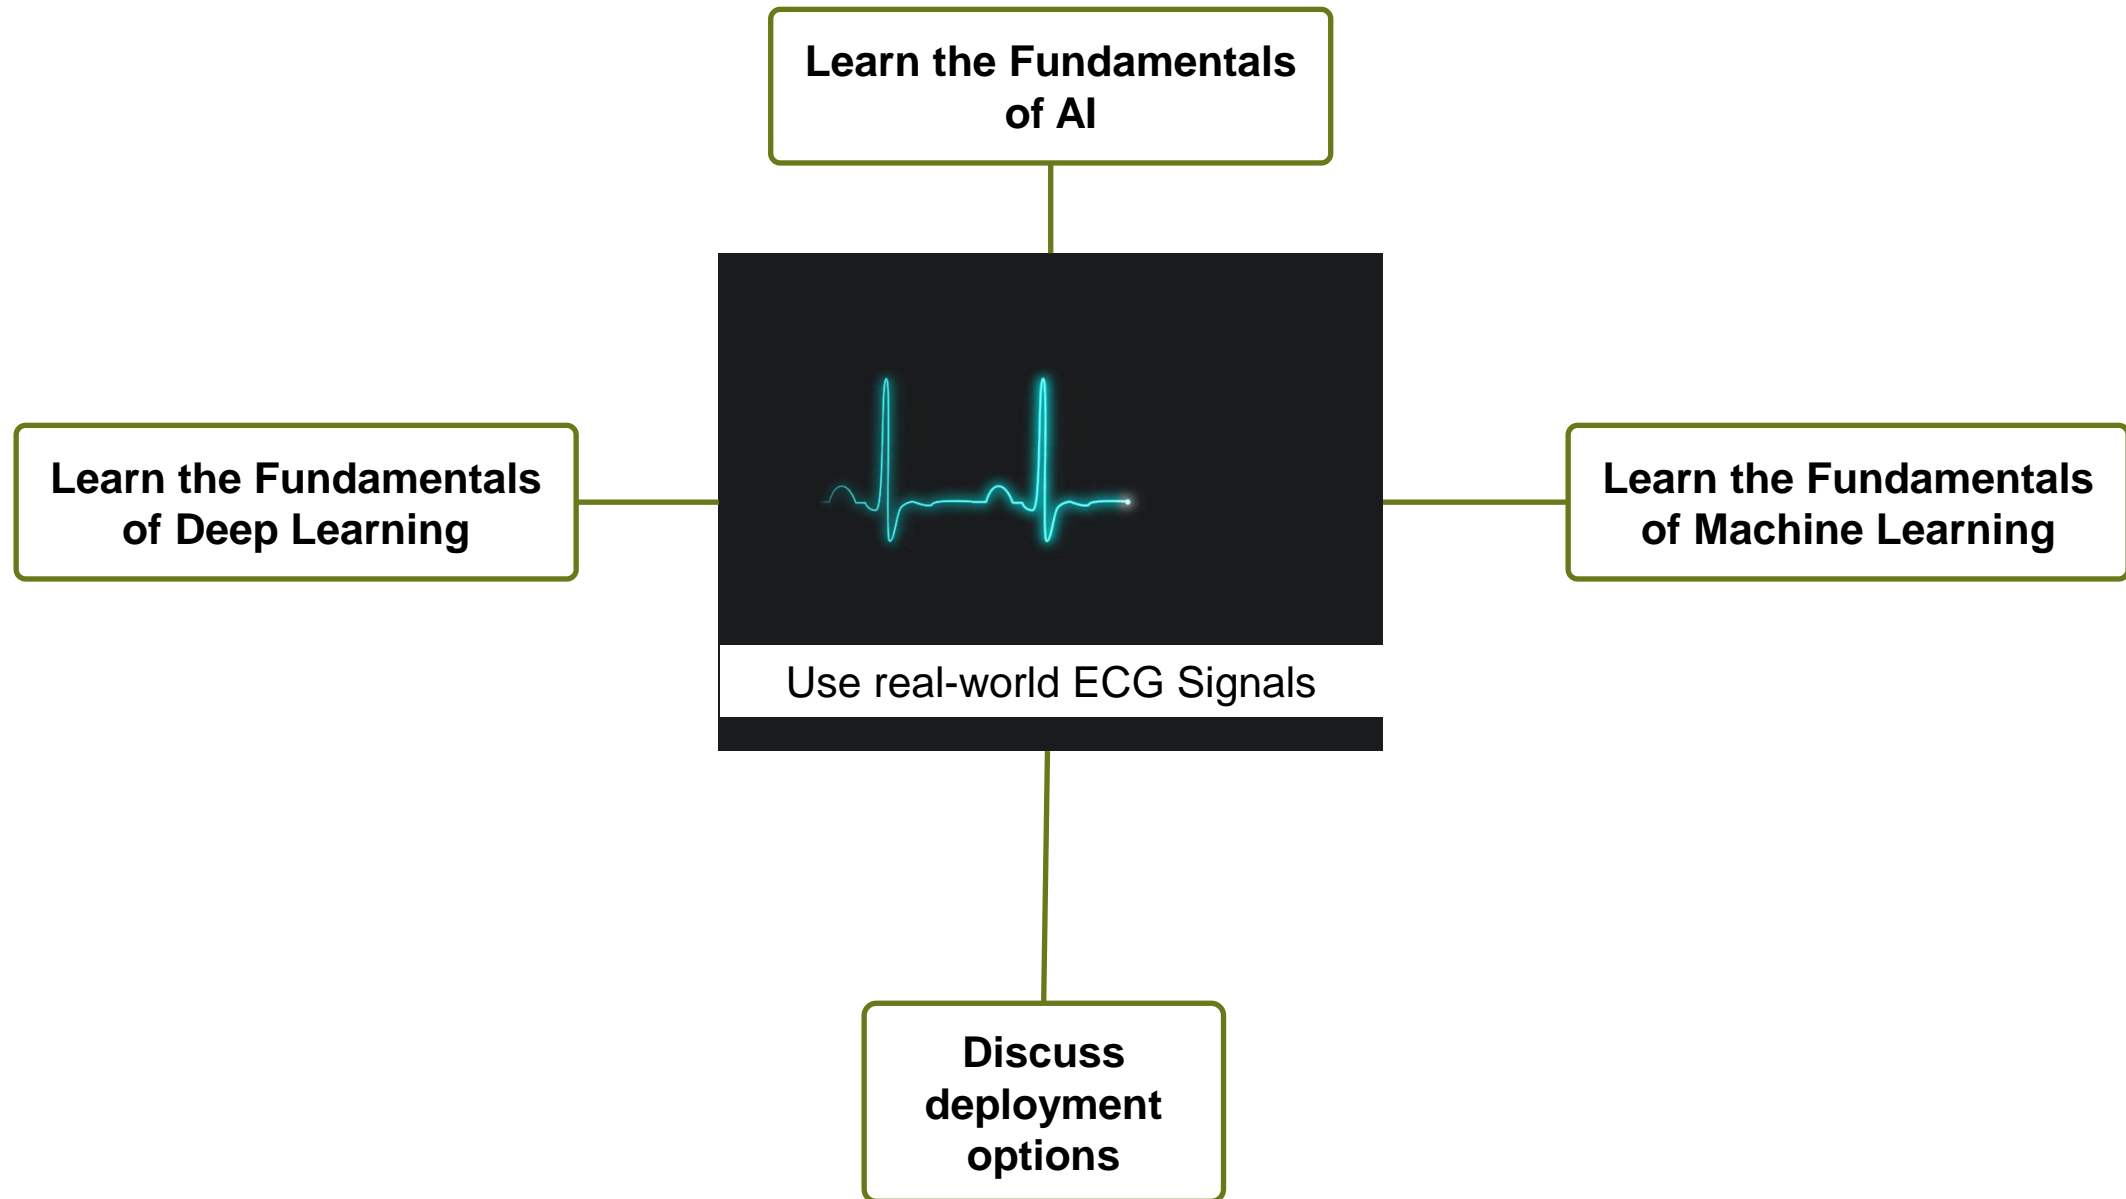 Learn the Fundamentals
of AI
Learn the Fundamentals
of Deep Learning
Learn the Fundamentals
of Machine Learning
Use real-world ECG Signals
Discuss
deployment
options